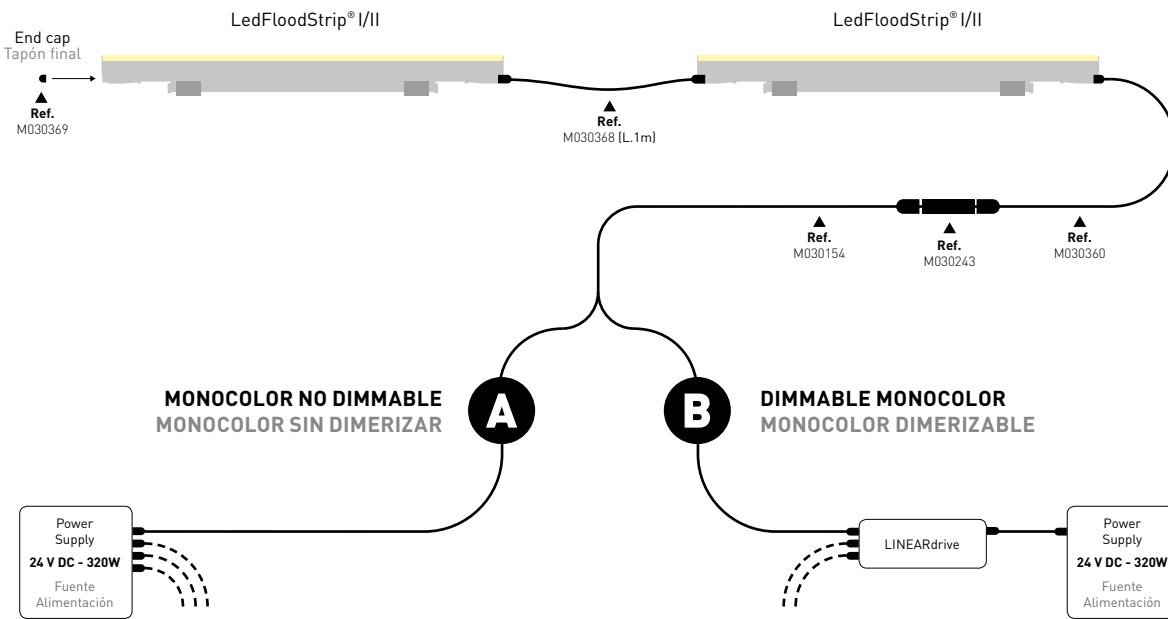 LedFloodStrip® I/II
LedFloodStrip® I/II
End cap
Tapón final
Ref.
M030369
Ref.
M030368 (L.1m)
Ref.
M030154
Ref.
M030243
Ref.
M030360
MONOCOLOR NO DIMMABLE
MONOCOLOR SIN DIMERIZAR
A
B
DIMMABLE MONOCOLOR
MONOCOLOR DIMERIZABLE
Power
Supply
24 V DC - 320W
Fuente
Alimentación
LINEARdrive
Power
Supply
24 V DC - 320W
Fuente
Alimentación